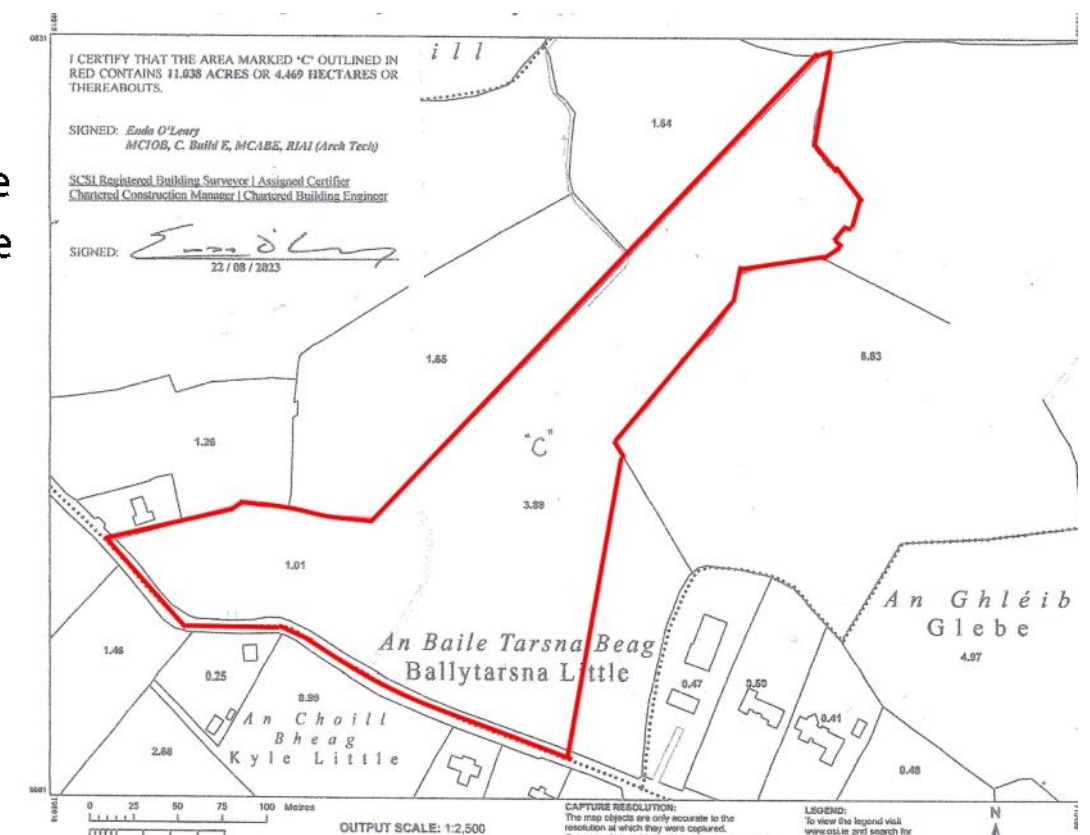 I CERTIFY THAT THE AREA MARKED 'C' OUTLINED IN
RED CONTAINS 11.038 ACRES OR 4.469 HECTARES OR
THEREABOUTS.
SIGNED: Enda O'Leary
MCIOB, C. Build E, MCABE, RIAI (Arch Tech)
SCSI Registered Building Surveyor | Assigned Certifier
Chartered Construction Manager | Chartered Building Engineer
SIGNED:
22 / 08 / 2023
ill
1.64
1.65
6.63
1.26
"C"
3.89
1.01
An Ghléib
Glebe
4.97
An Baile Tarsna Beag
Ballytarsna Little
1.46
0.25
0.99
0.47
0.50
0.41
0.48
An Choill
Bheag
Kyle Little
2.68
0 25 50 75 100 Metres
OUTPUT SCALE: 1:2,500
CAPTURE RESOLUTION:
The map objects are only accurate to the
resolution at which they were captured.
LEGEND:
To view the legend visit
www.osi.ie and search for
N